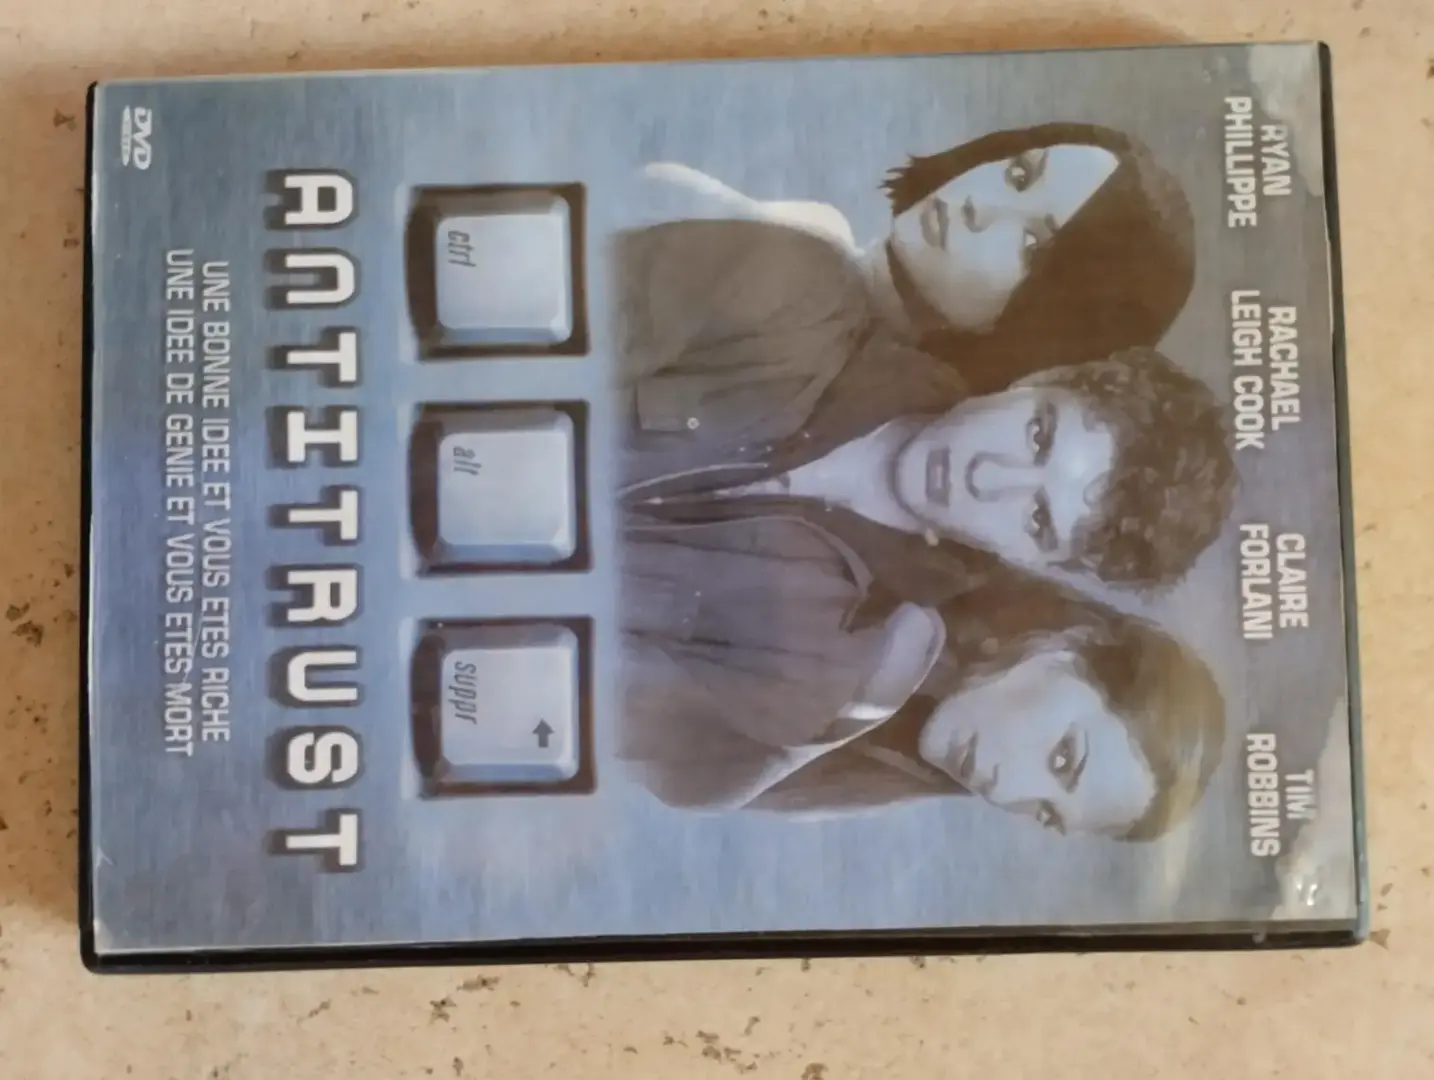 RYAN
PHILLIPPE
RACHAEL
LEIGH COOK
CLAIRE
FORLANI
TIM
ROBBINS
ctrl
alt
suppr
ANTITRUST
UNE BONNE IDEE ET VOUS ETES RICHE
UNE IDEE DE GENIE ET VOUS ETES MORT
DVD